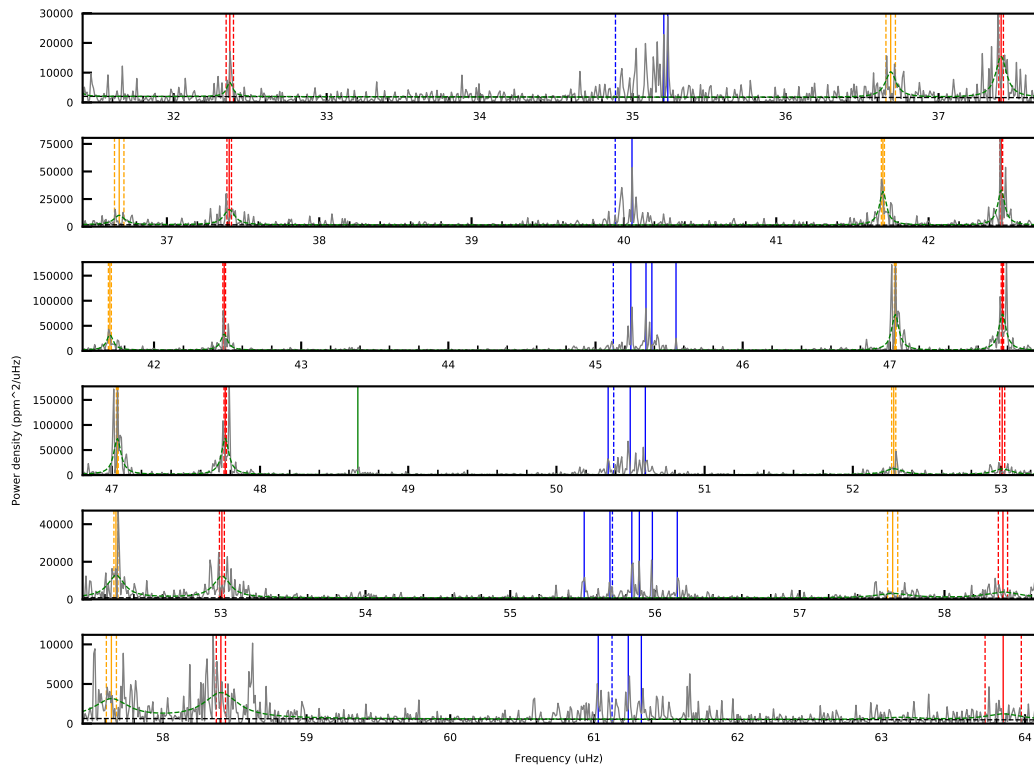 30000
20000
10000
0
32 33 34 35 36 37
75000
50000
25000
0
37 38 39 40 41 42
150000
100000
50000
0
42 43 44 45 46 47
Power density (ppm^2/uHz)
150000
100000
50000
0
47 48 49 50 51 52 53
40000
20000
0
53 54 55 56 57 58
10000
5000
0
58 59 60 61 62 63 64
Frequency (uHz)